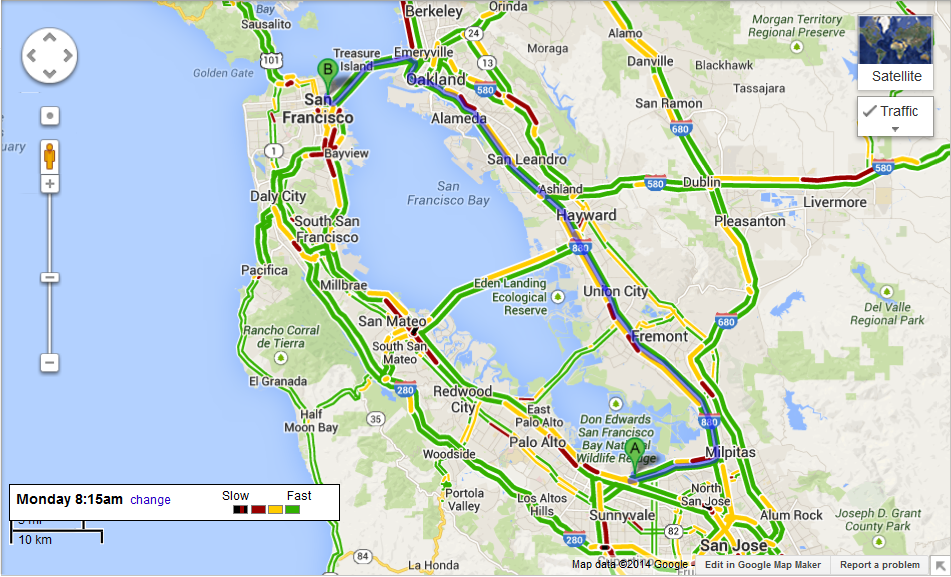 Bay
Sausalito
Berkeley
Orinda
101
Treasure
Island
Emeryville
24
Moraga
Alamo
Morgan Territory
Regional Preserve
Golden Gate
B
Oakland
13
Danville
Blackhawk
Satellite
San
Francisco
580
Tassajara
Alameda
San Ramon
680
Traffic
uary
1
Bayview
San Leandro
580
Daly City
San
Francisco Bay
Ashland
580
Dublin
Livermore
South San
Francisco
Hayward
Pleasanton
880
Pacifica
Millbrae
Eden Landing
Ecological
Reserve
Union City
Del Valle
Regional Park
Rancho Corral
de Tierra
San Mateo
South San
Mateo
680
Fremont
El Granada
280
Redwood
City
Half
Moon Bay
35
East
Palo Alto
Don Edwards
San Francisco
Bay National
Wildlife Refuge
880
Palo Alto
A
Milpitas
Woodside
Monday 8:15am change
Slow Fast
Portola
Valley
Los Altos
Hills
North
San Jose
Sunnyvale
Alum Rock
Joseph D. Grant
County Park
5 mi
10 km
82
280
San Jose
84
La Honda
Map data ©2014 Google
Edit in Google Map Maker
Report a problem